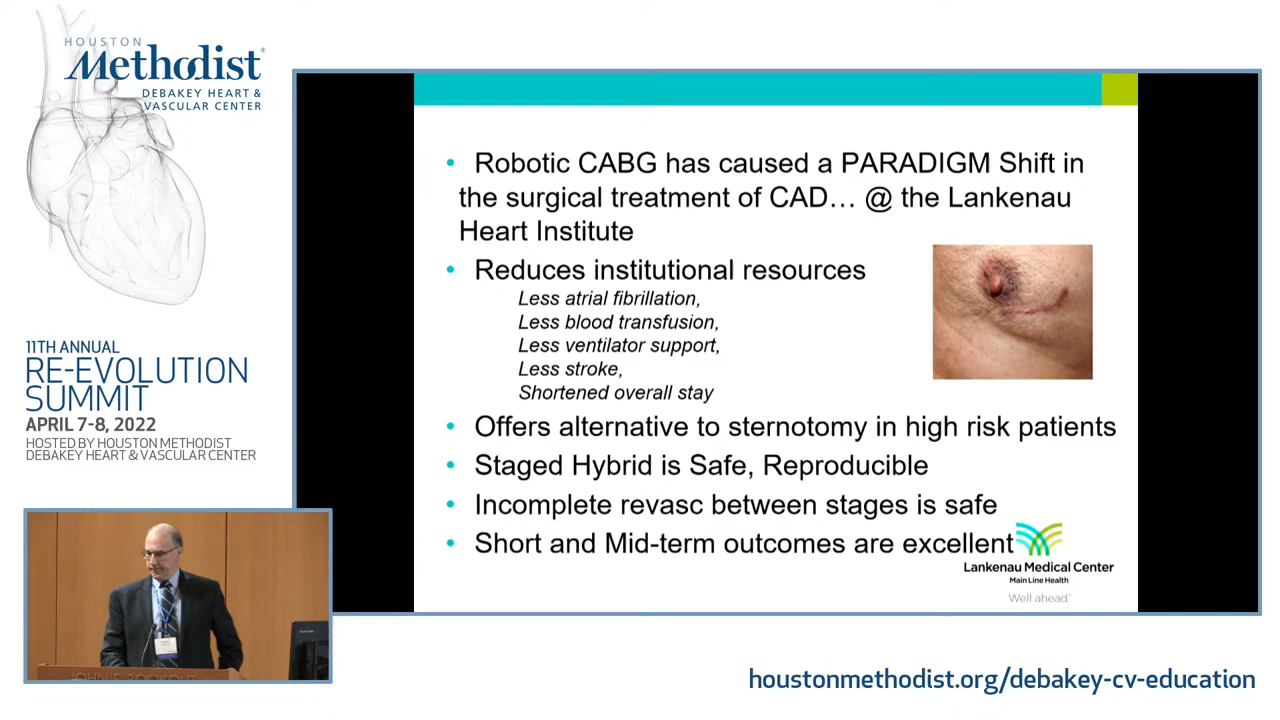 HOUSTON
Methodist®
DEBAKEY HEART &
VASCULAR CENTER
11TH ANNUAL
RE-EVOLUTION
SUMMIT
APRIL 7-8, 2022
HOSTED BY HOUSTON METHODIST
DEBAKEY HEART & VASCULAR CENTER
• Robotic CABG has caused a PARADIGM Shift in
the surgical treatment of CAD… @ the Lankenau
Heart Institute
• Reduces institutional resources
Less atrial fibrillation,
Less blood transfusion,
Less ventilator support,
Less stroke,
Shortened overall stay
• Offers alternative to sternotomy in high risk patients
• Staged Hybrid is Safe, Reproducible
• Incomplete revasc between stages is safe
• Short and Mid-term outcomes are excellent
Lankenau Medical Center
Main Line Health
Well ahead.™
houstonmethodist.org/debakey-cv-education